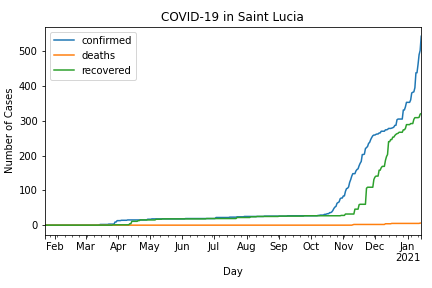 COVID-19 in Saint Lucia
confirmed
deaths
recovered
Number of Cases
500
400
300
200
100
0
Feb Mar Apr May Jun Jul Aug Sep Oct Nov Dec Jan
2021
Day